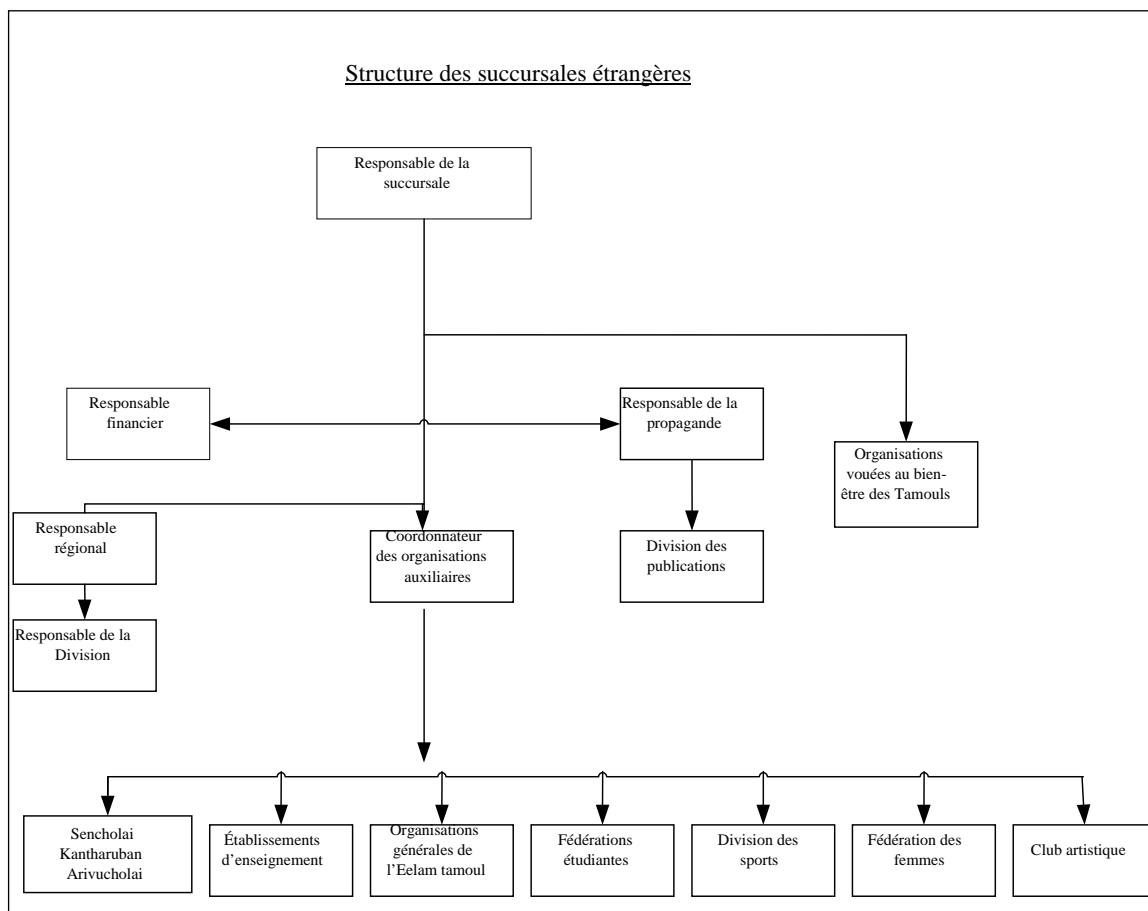 Structure des succursales étrangères
Responsable de la
succursale
Responsable
financier
Responsable de la
propagande
Organisations
vouées au bien-
être des Tamouls
Responsable
régional
Coordonnateur
des organisations
auxiliaires
Division des
publications
Responsable de la
Division
Sencholai
Kantharuban
Arivucholai
Établissements
d’enseignement
Organisations
générales de
l’Eelam tamoul
Fédérations
étudiantes
Division des
sports
Fédération des
femmes
Club artistique